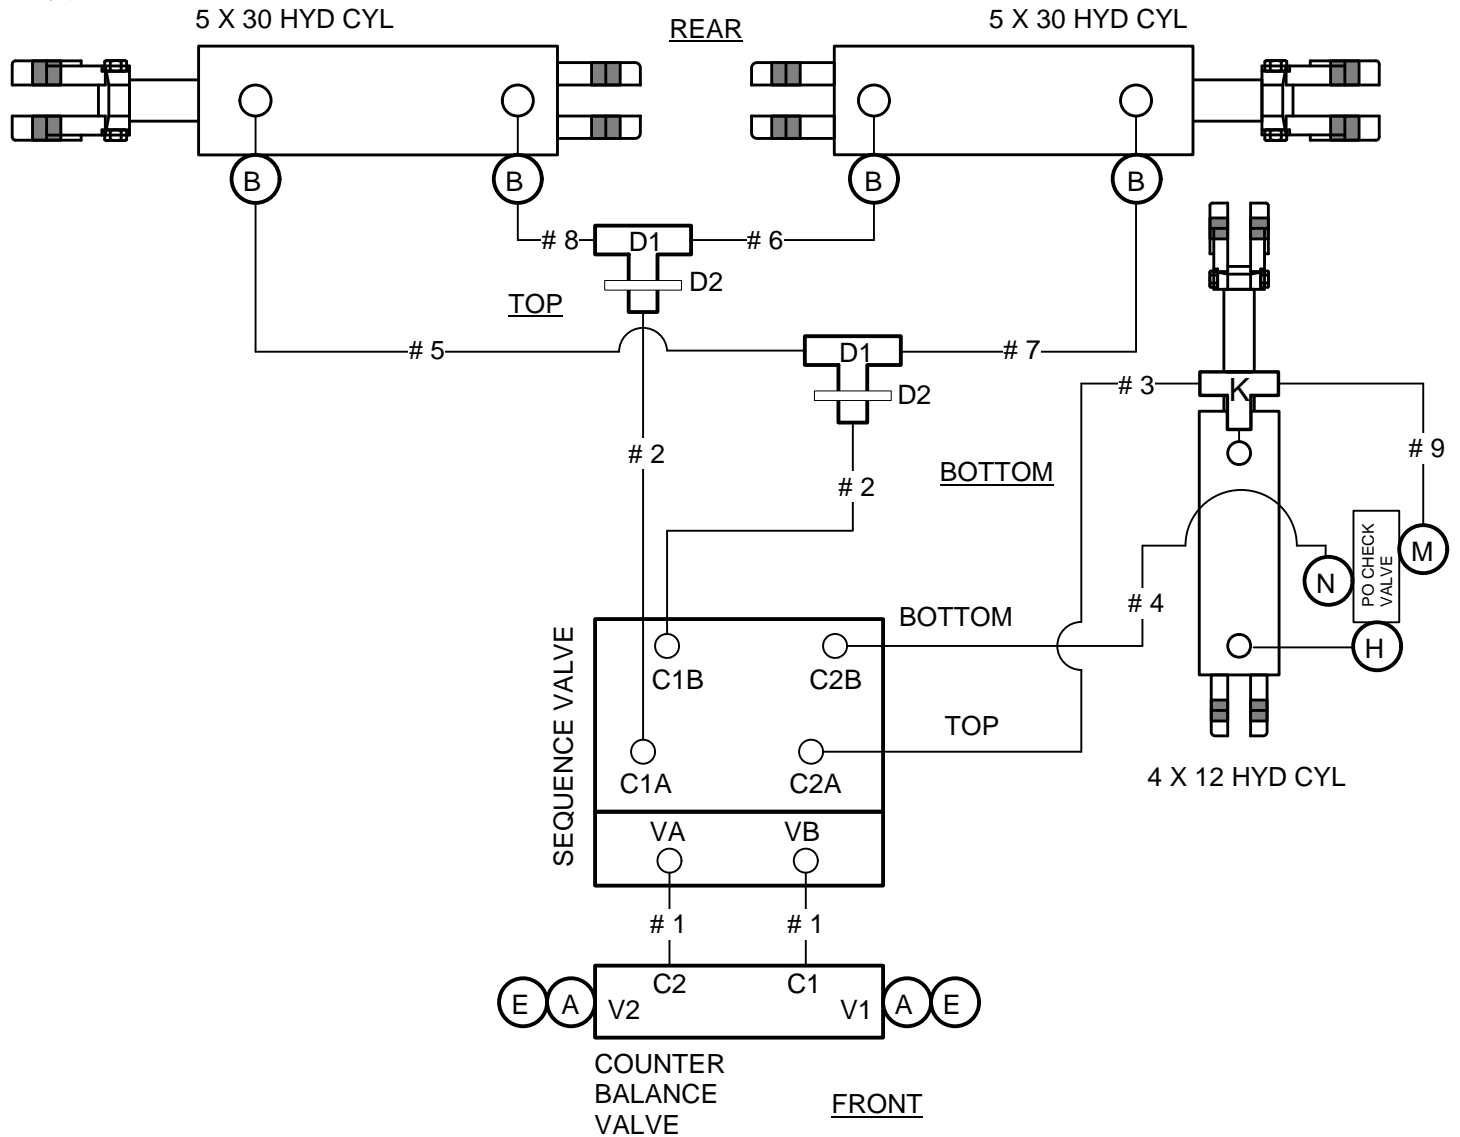 5 X 30 HYD CYL
REAR
5 X 30 HYD CYL
B
B
B
B
# 8
D1
# 6
D2
TOP
# 5
D1
# 7
D2
# 3
K
# 2
# 2
BOTTOM
# 9
PO CHECK
VALVE
M
N
# 4
H
BOTTOM
SEQUENCE VALVE
C1B
C2B
TOP
C1A
C2A
4 X 12 HYD CYL
VA
VB
# 1
# 1
C2
C1
E
A
V2
V1
A
E
COUNTER
BALANCE
VALVE
FRONT